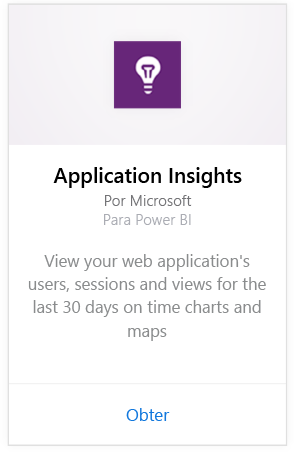 Application Insights
Por Microsoft
Para Power BI
View your web application's
users, sessions and views for the
last 30 days on time charts and
maps
Obter